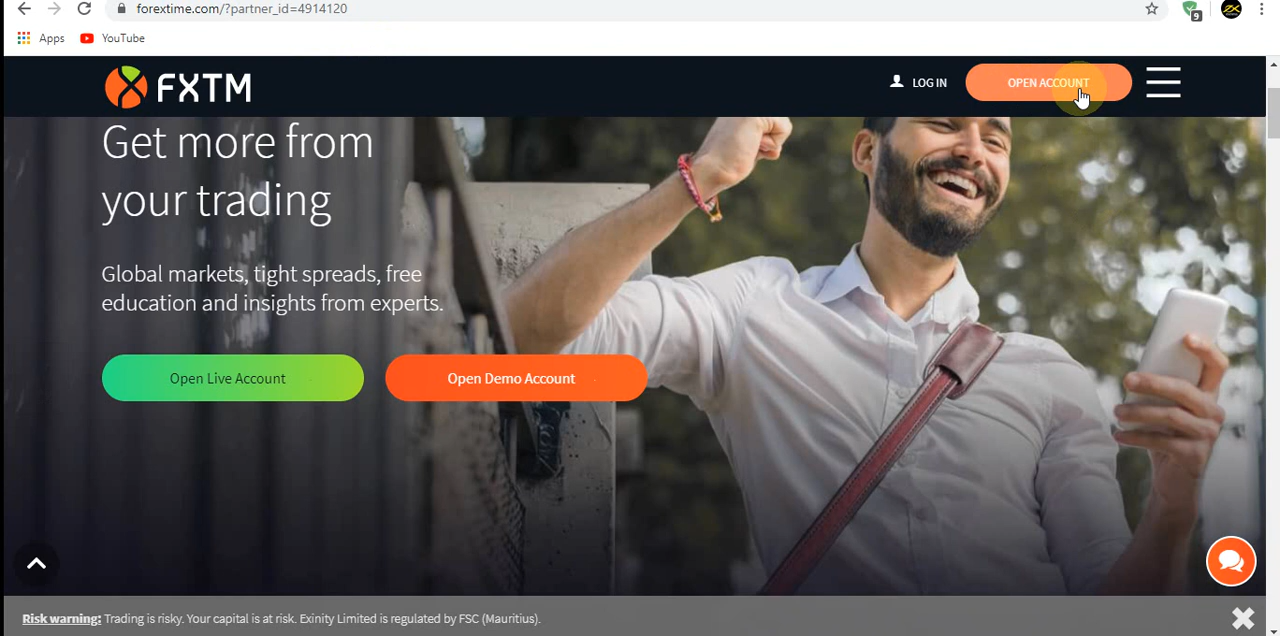 forextime.com/?partner_id=4914120
9
Apps YouTube
FXTM
LOG IN
OPEN ACCOUNT
Get more from
your trading
Global markets, tight spreads, free
education and insights from experts.
Open Live Account
Open Demo Account
Risk warning: Trading is risky. Your capital is at risk. Exinity Limited is regulated by FSC (Mauritius).